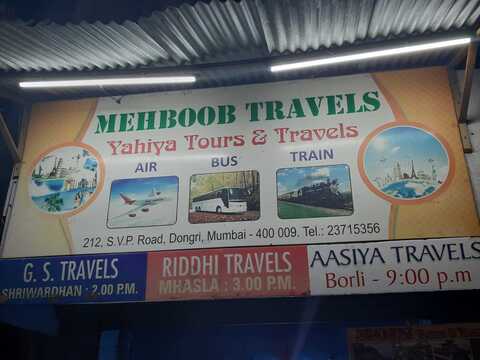 MEHBOOB TRAVELS
Yahiya Tours & Travels
AIR BUS TRAIN
212, S.V.P. Road, Dongri, Mumbai - 400 009. Tel.: 23715356
G. S. TRAVELS
SHRIWARDHAN : 2.00 P.M.
RIDDHI TRAVELS
MHASLA : 3.00 P.M.
AASIYA TRAVELS
Borli - 9:00 p.m